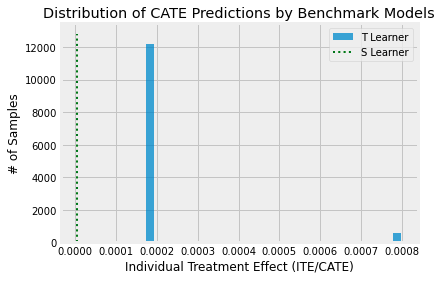 Distribution of CATE Predictions by Benchmark Models
T Learner
S Learner
# of Samples
12000
10000
8000
6000
4000
2000
0
0.0000 0.0001 0.0002 0.0003 0.0004 0.0005 0.0006 0.0007 0.0008
Individual Treatment Effect (ITE/CATE)